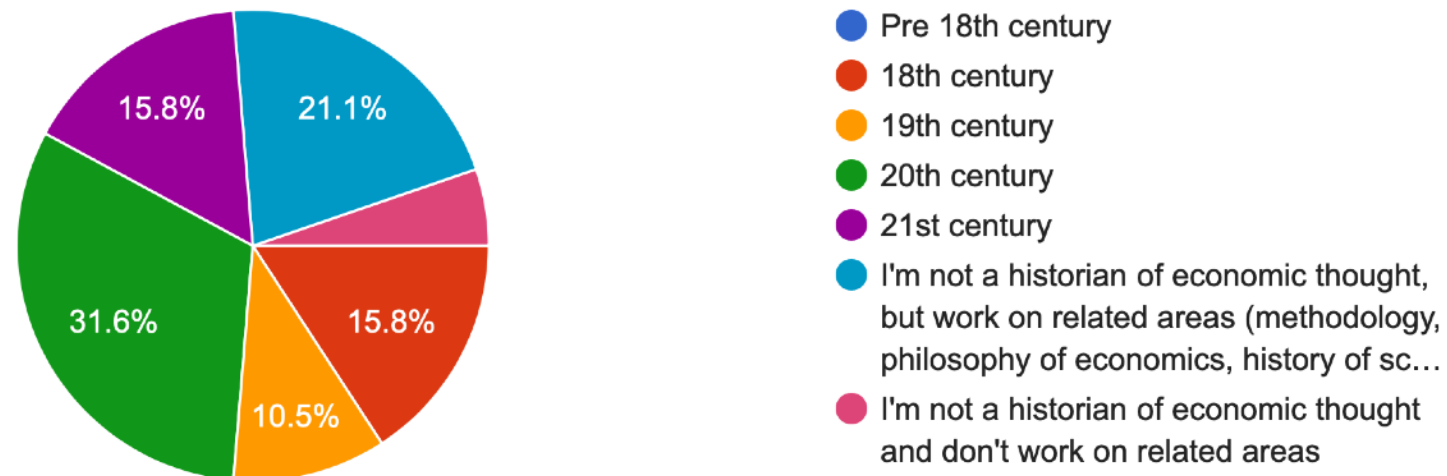 15.8%
21.1%
31.6%
15.8%
10.5%
Pre 18th century
18th century
19th century
20th century
21st century
I'm not a historian of economic thought,
but work on related areas (methodology,
philosophy of economics, history of sc…
I'm not a historian of economic thought
and don't work on related areas